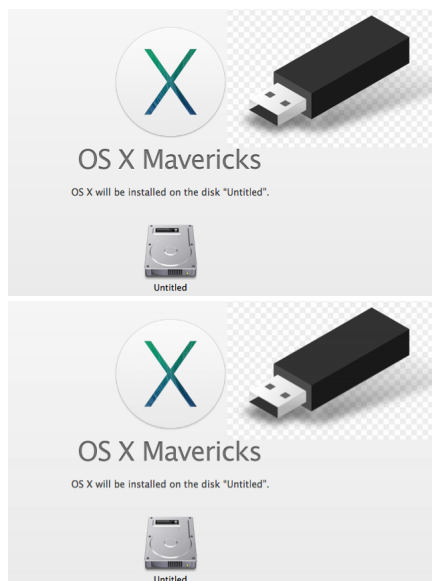 OS X Mavericks
OS X will be installed on the disk "Untitled".
Untitled
OS X Mavericks
OS X will be installed on the disk "Untitled".
Untitled